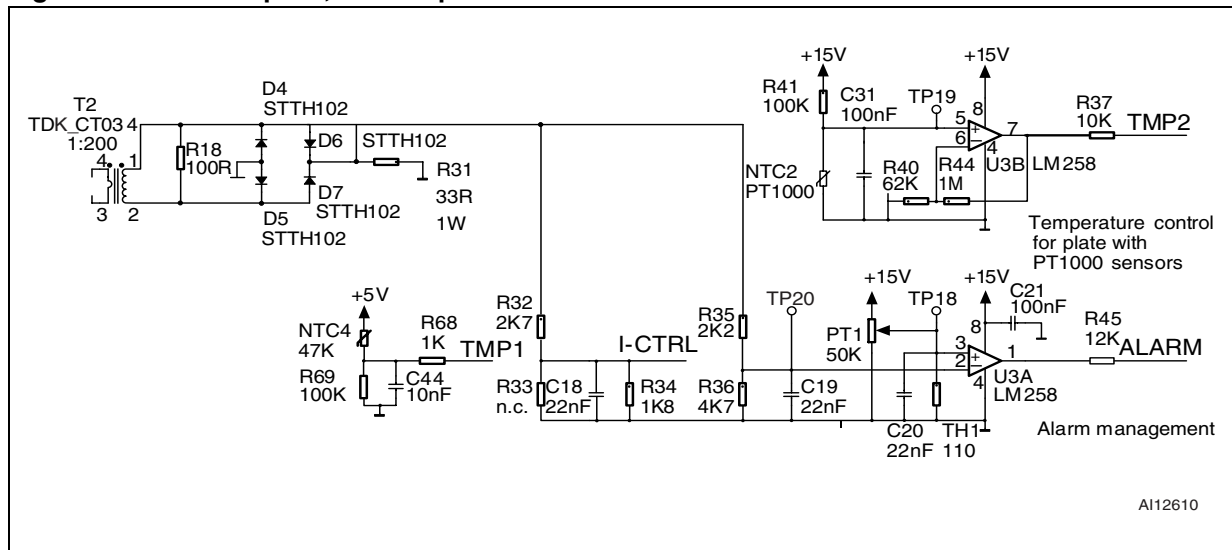 T2
TDK_CT03
1:200
4
1
3
2
4
R18
100R
D4
STTH102
D6
STTH102
D5
STTH102
D7
STTH102
R31
33R
1W
+15V
R41
100K
C31
100nF
TP19
+15V
5
6
8
7
4
U3B
LM258
R37
10K
TMP2
NTC2
PT1000
R40
62K
R44
1M
Temperature control
for plate with
PT1000 sensors
+5V
NTC4
47K
R68
1K
TMP1
R69
100K
C44
10nF
R32
2K7
I-CTRL
R33
n.c.
C18
22nF
R34
1K8
R35
2K2
TP20
R36
4K7
C19
22nF
+15V
PT1
50K
TP18
+15V
C21
100nF
8
3
2
1
4
U3A
LM258
R45
12K
ALARM
C20
22nF
TH1
110
Alarm management
AI12610